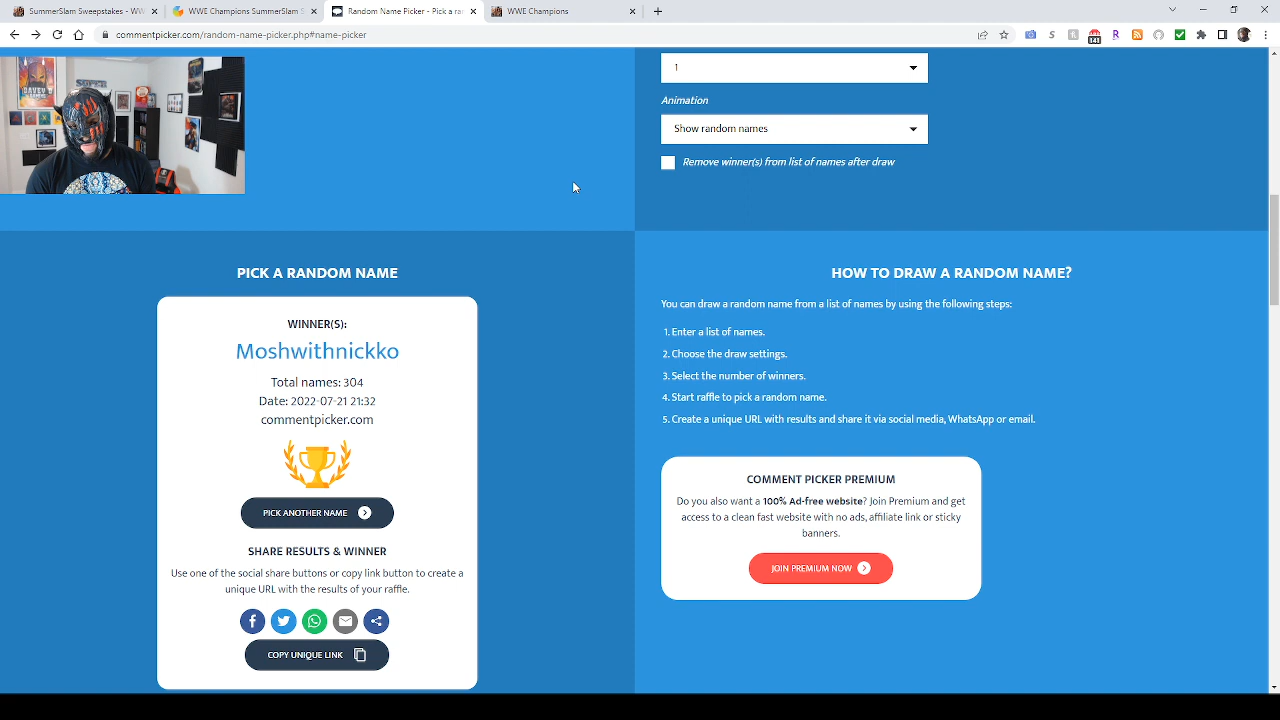 SummerSlam Sweepstakes - WW
WWE Champions SummerSlam S
Random Name Picker - Pick a ra
WWE Champions
commentpicker.com/random-name-picker.php#name-picker
141
1
Animation
Show random names
Remove winner(s) from list of names after draw
PICK A RANDOM NAME
WINNER(S):
Moshwithnickko
Total names: 304
Date: 2022-07-21 21:32
commentpicker.com
PICK ANOTHER NAME
SHARE RESULTS & WINNER
Use one of the social share buttons or copy link button to create a
unique URL with the results of your raffle.
COPY UNIQUE LINK
HOW TO DRAW A RANDOM NAME?
You can draw a random name from a list of names by using the following steps:
1. Enter a list of names.
2. Choose the draw settings.
3. Select the number of winners.
4. Start raffle to pick a random name.
5. Create a unique URL with results and share it via social media, WhatsApp or email.
COMMENT PICKER PREMIUM
Do you also want a 100% Ad-free website? Join Premium and get
access to a clean fast website with no ads, affiliate link or sticky
banners.
JOIN PREMIUM NOW